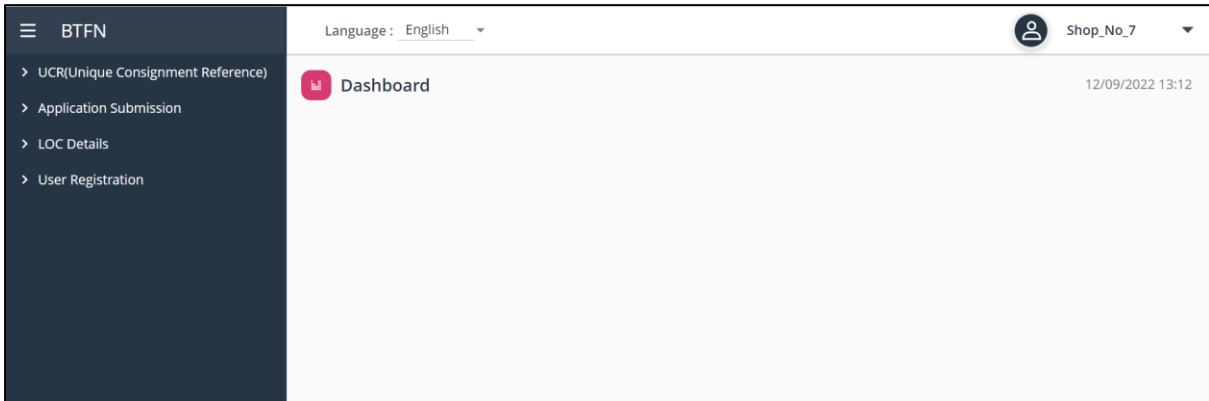 BTFN
Language : English
Shop_No_7
UCR(Unique Consignment Reference)
Application Submission
LOC Details
User Registration
Dashboard
12/09/2022 13:12